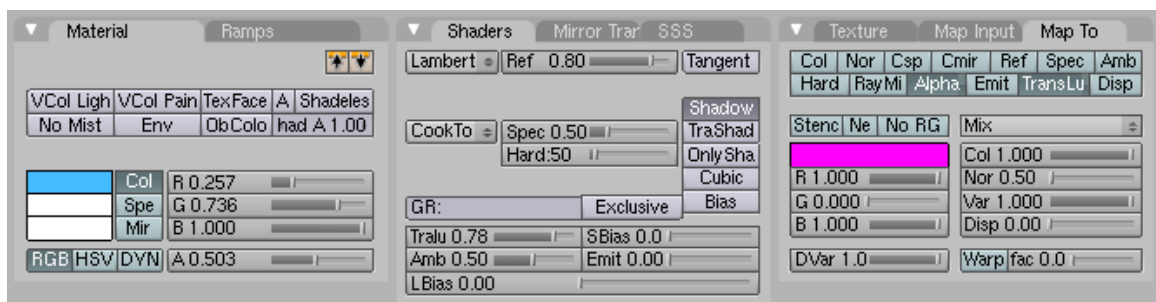 Material Ramps
VCol Ligh VCol Pain TexFace A Shadeles
No Mist Env ObColo had A 1.00
Col R 0.257
Spe G 0.736
Mir B 1.000
RGB HSV DYN A 0.503
Shaders Mirror Tran SSS
Lambert Ref 0.80 Tangent
Shadow
CookTo Spec 0.50 TraShad
Hard:50 OnlySha
Cubic
GR: Exclusive Bias
Tralu 0.78 SBias 0.0
Amb 0.50 Emit 0.00
LBias 0.00
Texture Map Input Map To
Col Nor Csp Cmir Ref Spec Amb
Hard RayMi Alpha Emit TransLu Disp
Stenc Ne No RG Mix
Col 1.000
R 1.000 Nor 0.50
G 0.000 Var 1.000
B 1.000 Disp 0.00
DVar 1.0 Warp fac 0.0